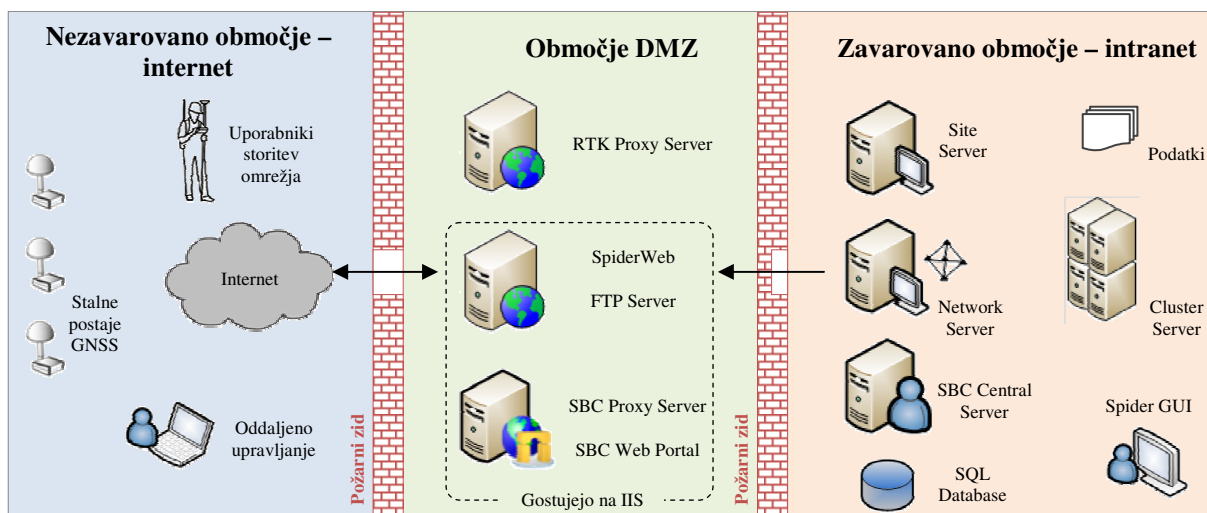 Nezavarovano območje –
internet
Uporabniki
storitev
omrežja
Internet
Stalne
postaje
GNSS
Oddaljeno
upravljanje
Požarni zid
Območje DMZ
RTK Proxy Server
SpiderWeb
FTP Server
SBC Proxy Server
SBC Web Portal
Gostujejo na IIS
Požarni zid
Zavarovano območje – intranet
Site
Server
Podatki
Network
Server
Cluster
Server
SBC Central
Server
Spider GUI
SQL
Database